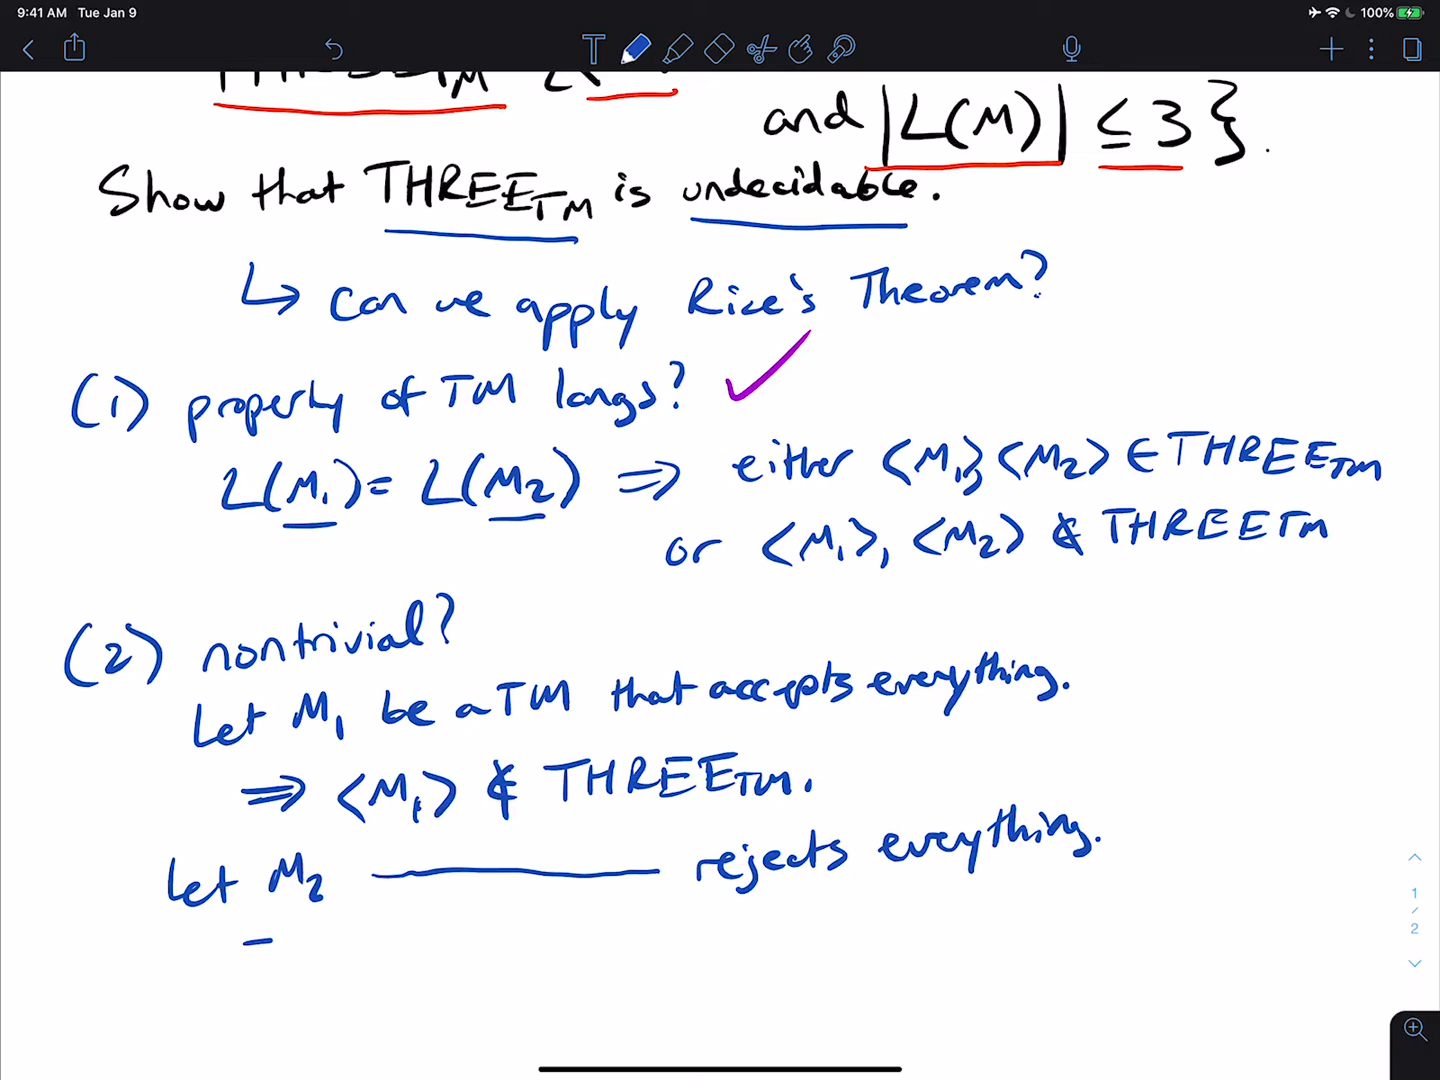 9:41 AM Tue Jan 9
100%
and |L(M)| ≤ 3}.
Show that THREE_TM is undecidable.
↳ Can we apply Rice's Theorem?
(1) property of TM langs? ✓
L(M₁) = L(M₂) ⇒ either ⟨M₁⟩, ⟨M₂⟩ ∈ THREE_TM
or ⟨M₁⟩, ⟨M₂⟩ ∉ THREE_TM
(2) nontrivial?
Let M₁ be a TM that accepts everything.
⇒ ⟨M₁⟩ ∉ THREE_TM.
Let M₂ ——— rejects everything.
1
/
2